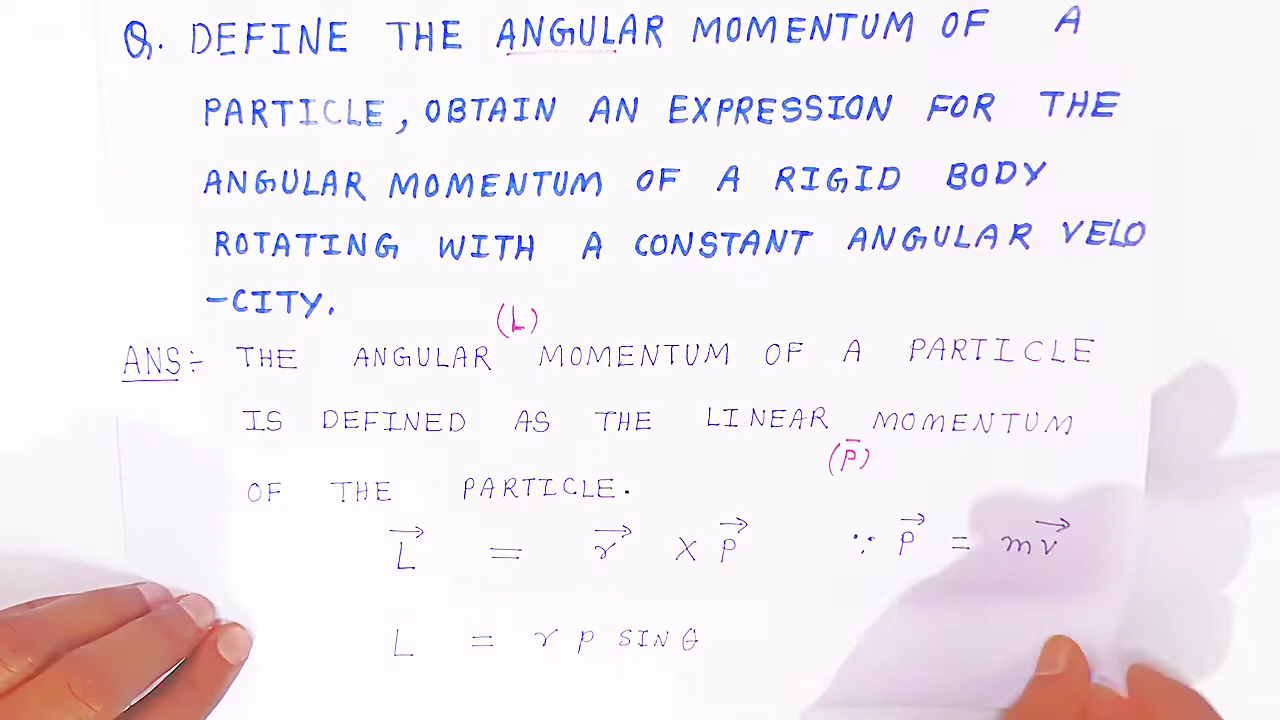 Q. DEFINE THE ANGULAR MOMENTUM OF A
PARTICLE, OBTAIN AN EXPRESSION FOR THE
ANGULAR MOMENTUM OF A RIGID BODY
ROTATING WITH A CONSTANT ANGULAR VELO
-CITY.
(L)
ANS:- THE ANGULAR MOMENTUM OF A PARTICLE
IS DEFINED AS THE LINEAR MOMENTUM
(P̄)
OF THE PARTICLE.
L⃗ = r⃗ × P⃗ ∵ P⃗ = mv⃗
L = r p SIN θ